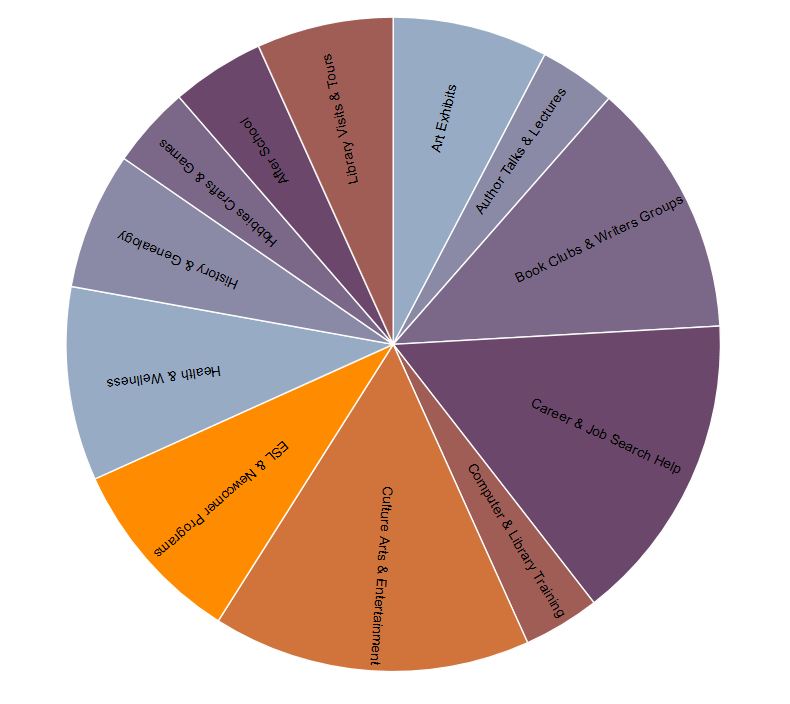 Art Exhibits
Author Talks & Lectures
Book Clubs & Writers Groups
Career & Job Search Help
Computer & Library Training
Culture Arts & Entertainment
ESL & Newcomer Programs
Health & Wellness
History & Genealogy
Hobbies Crafts & Games
After School
Library Visits & Tours